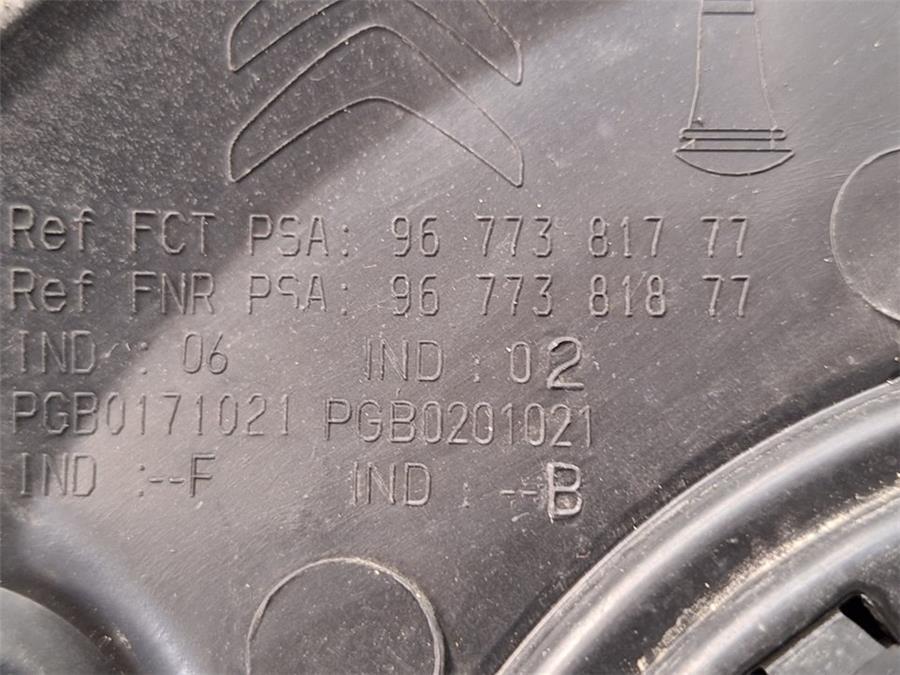 Ref FCT PSA: 96 773 817 77
Ref FNR PSA: 96 773 818 77
IND : 06 IND : 02
PGB0171021 PGB0201021
IND :--F IND : --B